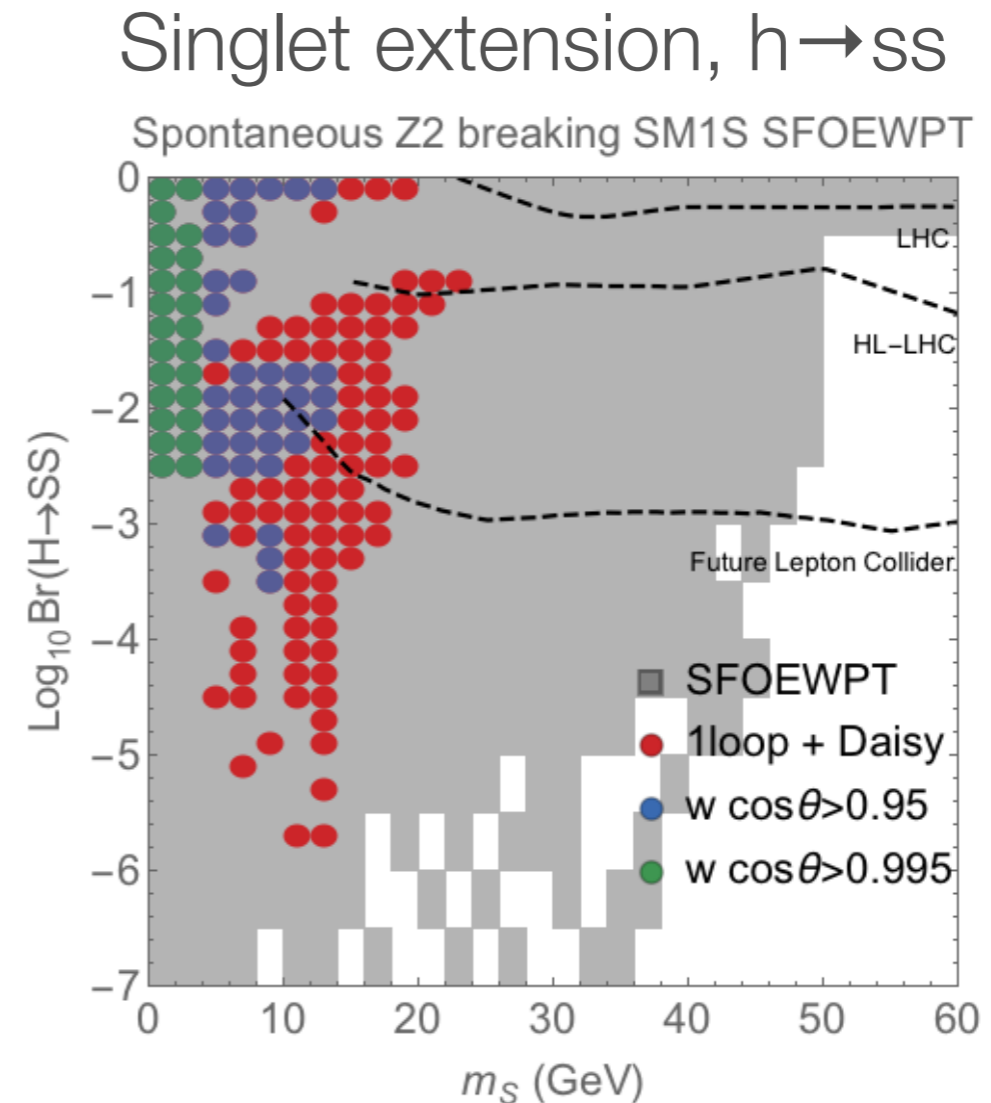 Singlet extension, h→ss
Spontaneous Z2 breaking SM1S SFOEWPT
0
LHC
−1
HL−LHC
−2
−3
Future Lepton Collider
−4
SFOEWPT
1loop + Daisy
−5
w cosθ>0.95
w cosθ>0.995
−6
−7
Log₁₀Br(H→SS)
0 10 20 30 40 50 60
m_S (GeV)